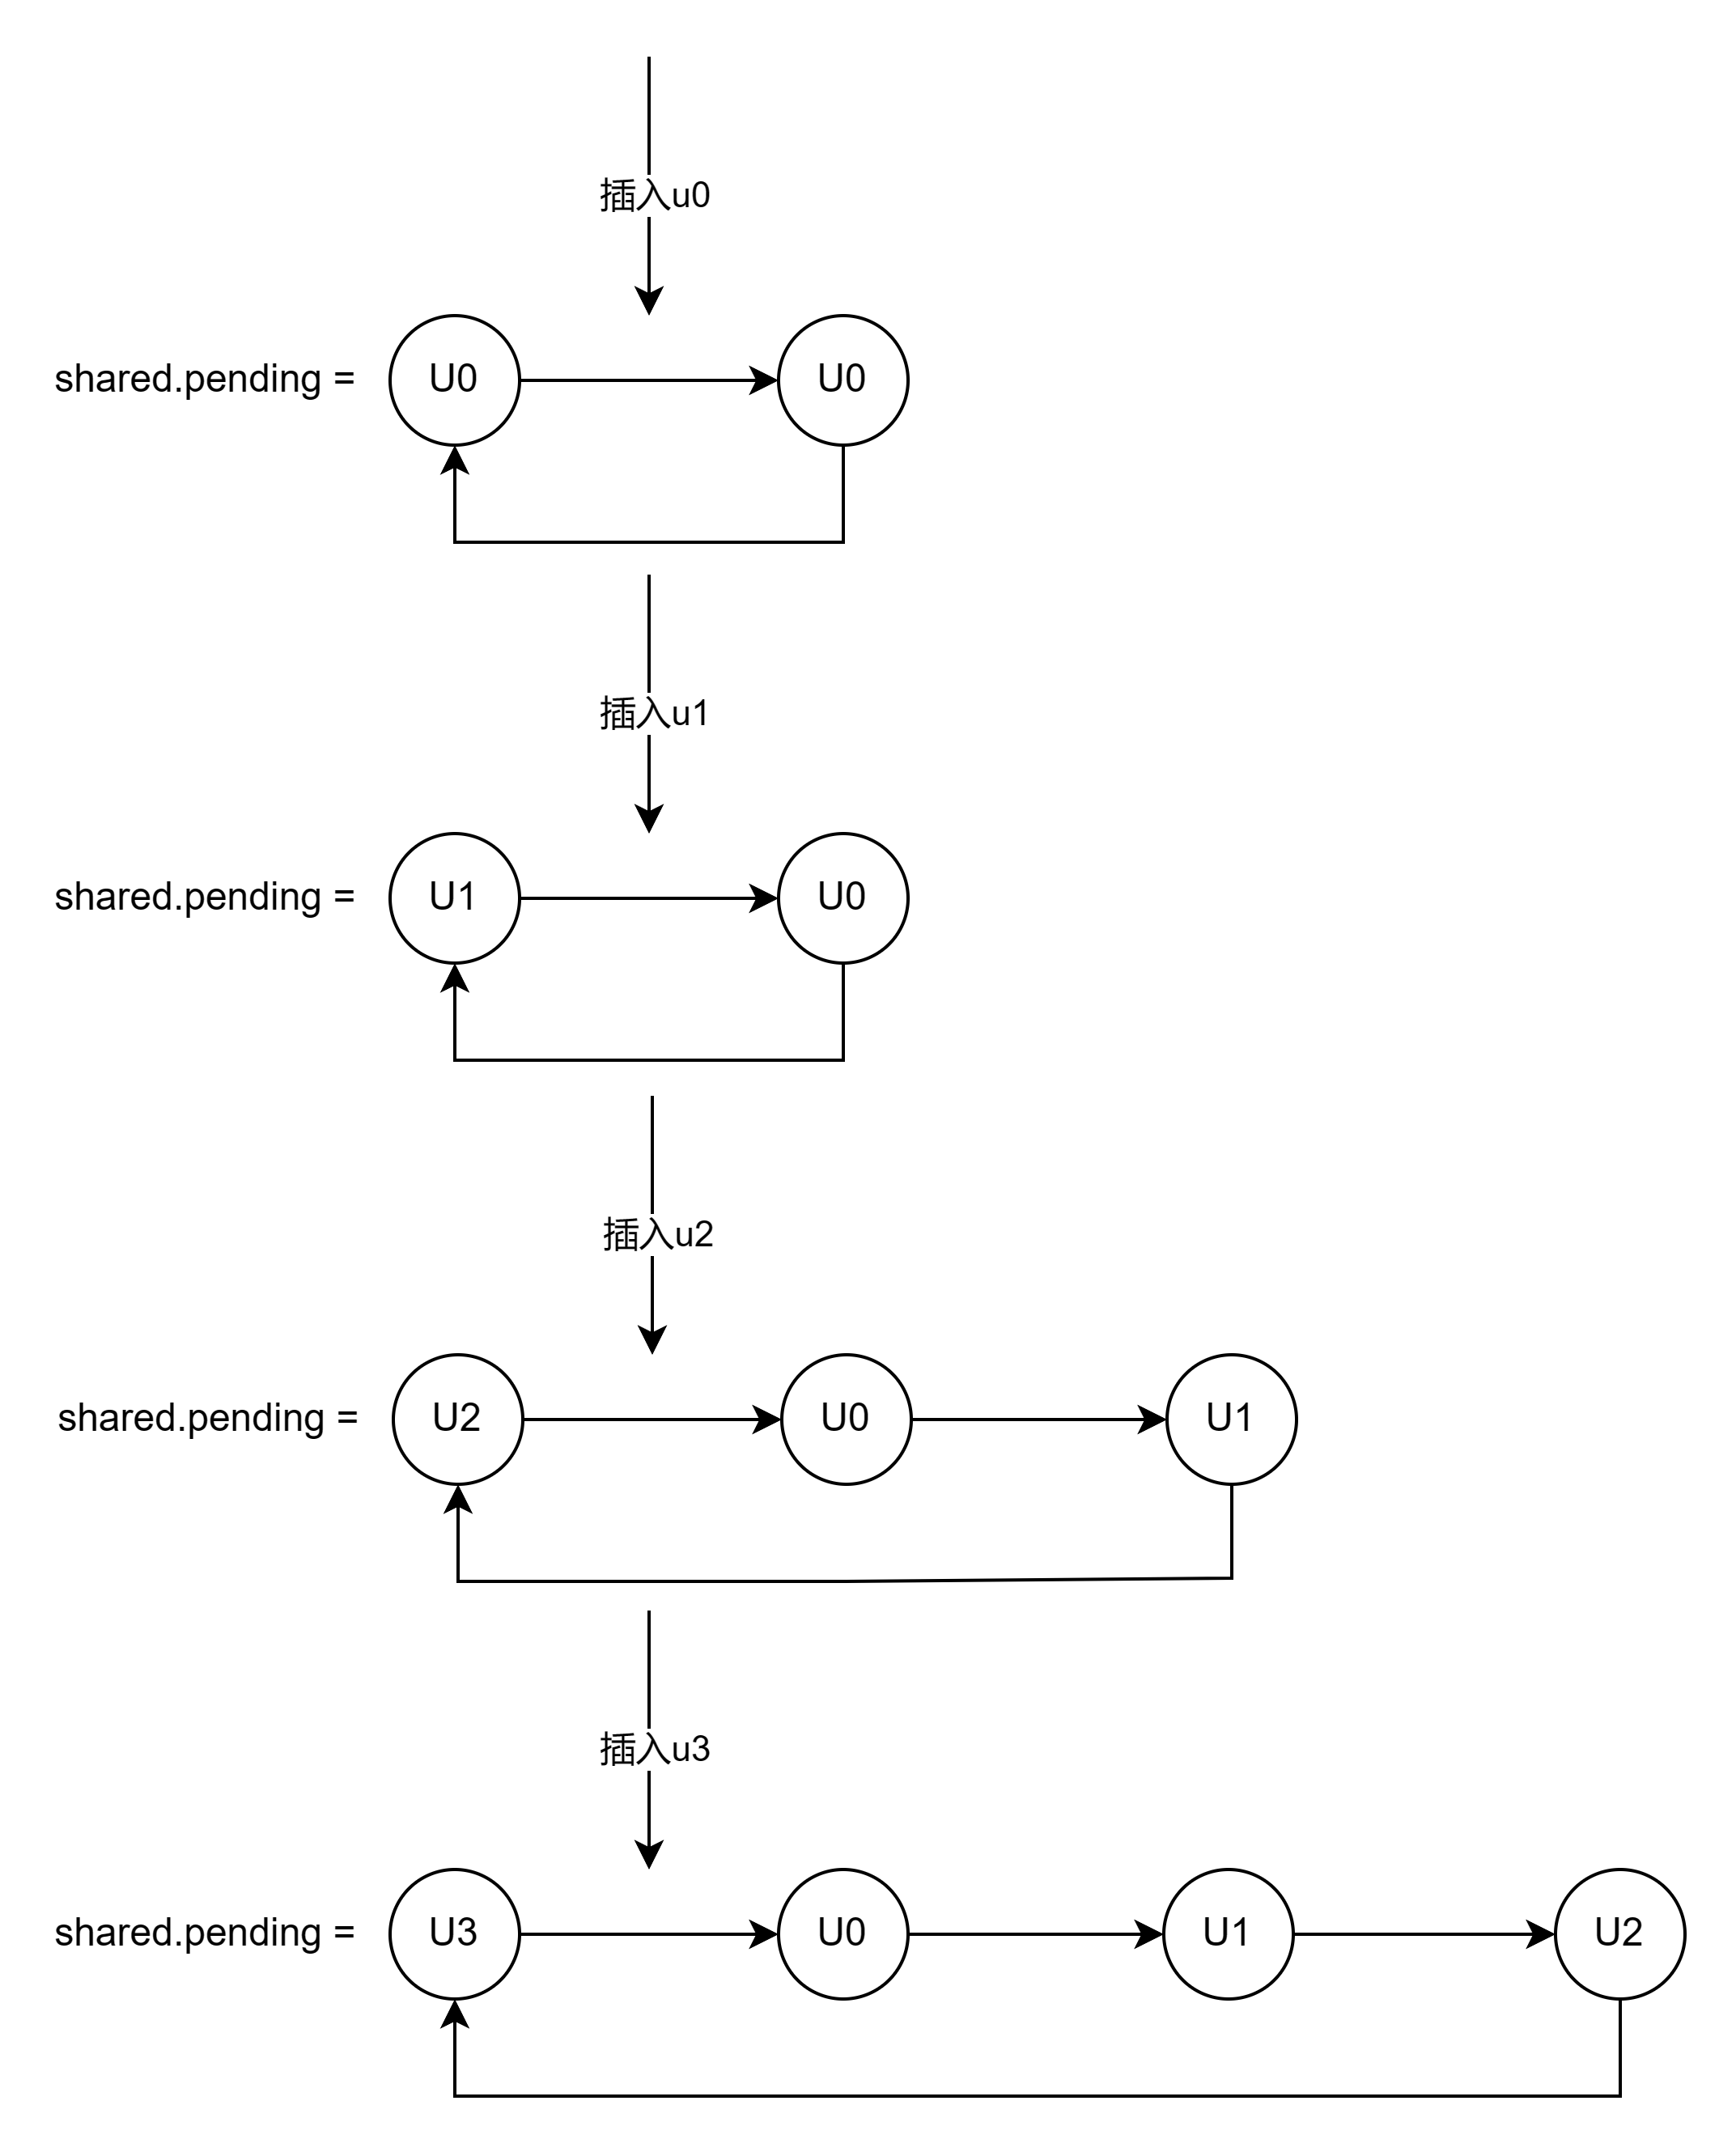 插入u0
shared.pending =
U0
U0
插入u1
shared.pending =
U1
U0
插入u2
shared.pending =
U2
U0
U1
插入u3
shared.pending =
U3
U0
U1
U2